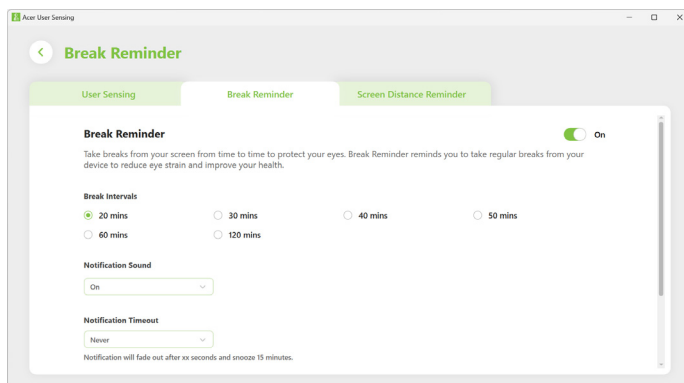 Acer User Sensing
Break Reminder
User Sensing
Break Reminder
Screen Distance Reminder
Break Reminder
On
Take breaks from your screen from time to time to protect your eyes. Break Reminder reminds you to take regular breaks from your
device to reduce eye strain and improve your health.
Break Intervals
20 mins
30 mins
40 mins
50 mins
60 mins
120 mins
Notification Sound
On
Notification Timeout
Never
Notification will fade out after xx seconds and snooze 15 minutes.